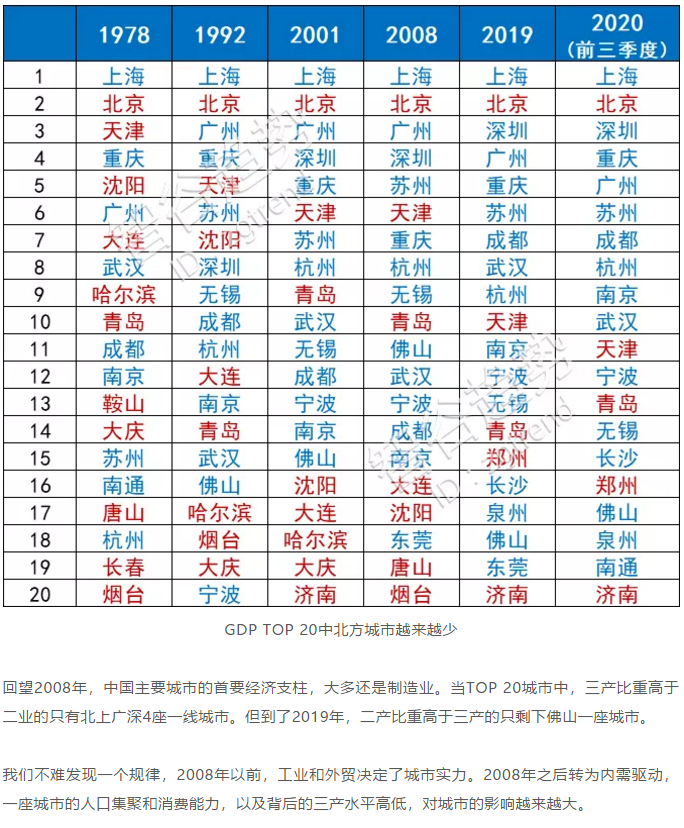 1978 1992 2001 2008 2019 2020
(前三季度)
1 上海 上海 上海 上海 上海 上海
2 北京 北京 北京 北京 北京 北京
3 天津 广州 广州 广州 深圳 深圳
4 重庆 重庆 深圳 深圳 广州 重庆
5 沈阳 天津 重庆 苏州 重庆 广州
6 广州 苏州 天津 天津 苏州 苏州
7 大连 沈阳 苏州 重庆 成都 成都
8 武汉 深圳 杭州 杭州 武汉 杭州
9 哈尔滨 无锡 青岛 无锡 杭州 南京
10 青岛 成都 武汉 青岛 天津 武汉
11 成都 杭州 无锡 佛山 南京 天津
12 南京 大连 成都 武汉 宁波 宁波
13 鞍山 南京 宁波 宁波 无锡 青岛
14 大庆 青岛 南京 成都 青岛 无锡
15 苏州 武汉 佛山 南京 郑州 长沙
16 南通 佛山 沈阳 大连 长沙 郑州
17 唐山 哈尔滨 大连 沈阳 泉州 佛山
18 杭州 烟台 哈尔滨 东莞 佛山 泉州
19 长春 大庆 大庆 唐山 东莞 南通
20 烟台 宁波 济南 烟台 济南 济南
GDP TOP 20中北方城市越来越少
回望2008年，中国主要城市的首要经济支柱，大多还是制造业。当TOP 20城市中，三产比重高于
二业的只有北上广深4座一线城市。但到了2019年，二产比重高于三产的只剩下佛山一座城市。
我们不难发现一个规律，2008年以前，工业和外贸决定了城市实力。2008年之后转为内需驱动，
一座城市的人口集聚和消费能力，以及背后的三产水平高低，对城市的影响越来越大。